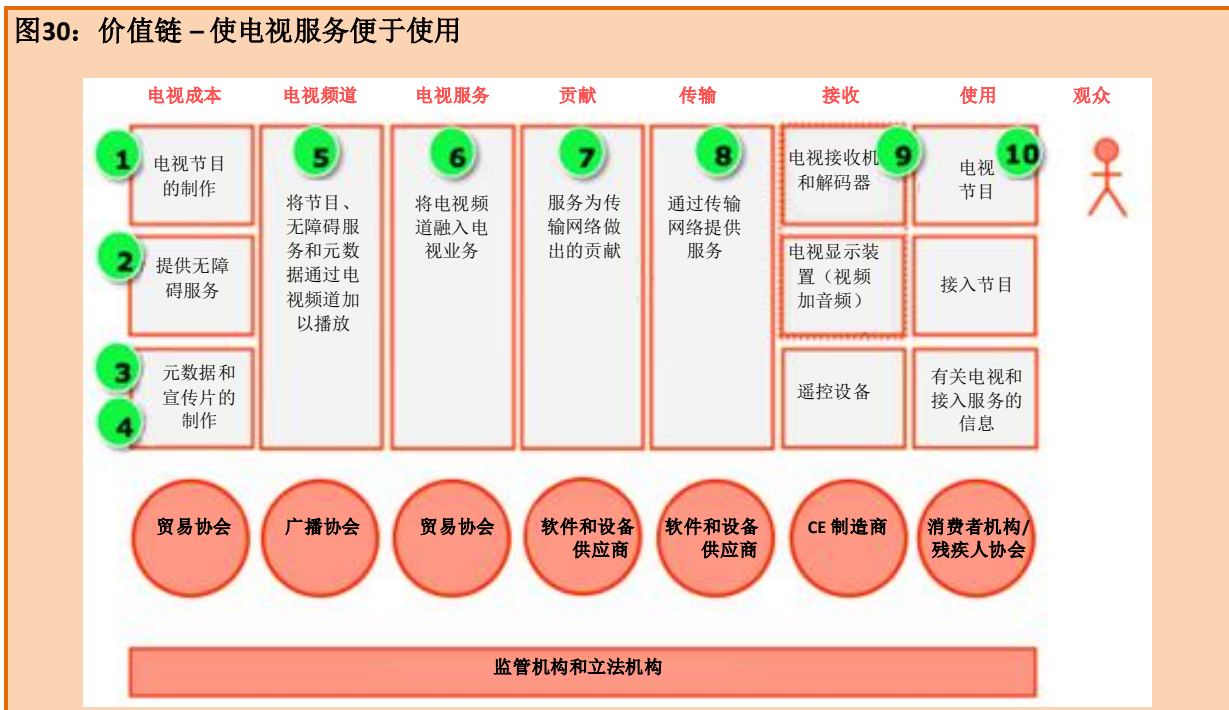 图30：价值链 – 使电视服务便于使用
电视成本
电视频道
电视服务
贡献
传输
接收
使用
观众
1
电视节目
的制作
2
提供无障
碍服务
3
4
元数据和
宣传片的
制作
5
将节目、
无障碍服
务和元数
据通过电
视频道加
以播放
6
将电视频
道融入电
视业务
7
服务为传
输网络做
出的贡献
8
通过传输
网络提供
服务
9
电视接收机
和解码器
电视显示装
置（视频
加音频）
遥控设备
10
电视
节目
接入节目
有关电视和
接入服务的
信息
贸易协会
广播协会
贸易协会
软件和设备
供应商
软件和设备
供应商
CE 制造商
消费者机构/
残疾人协会
监管机构和立法机构